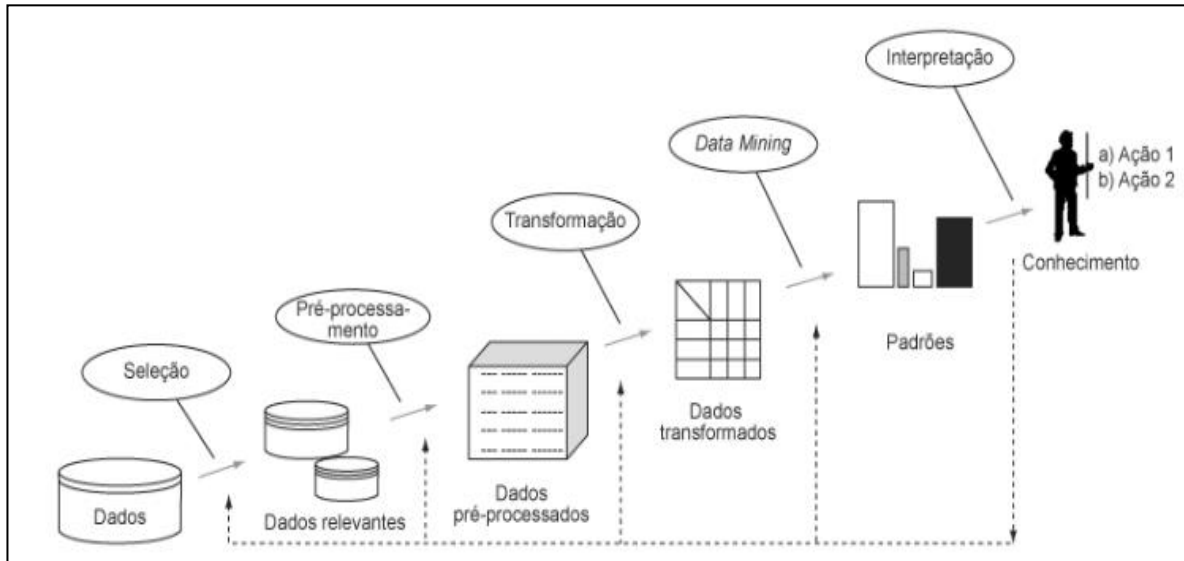 Interpretação
a) Ação 1
b) Ação 2
Conhecimento
Data Mining
Padrões
Transformação
Dados
transformados
Pré-processa-
mento
Dados
pré-processados
Seleção
Dados relevantes
Dados